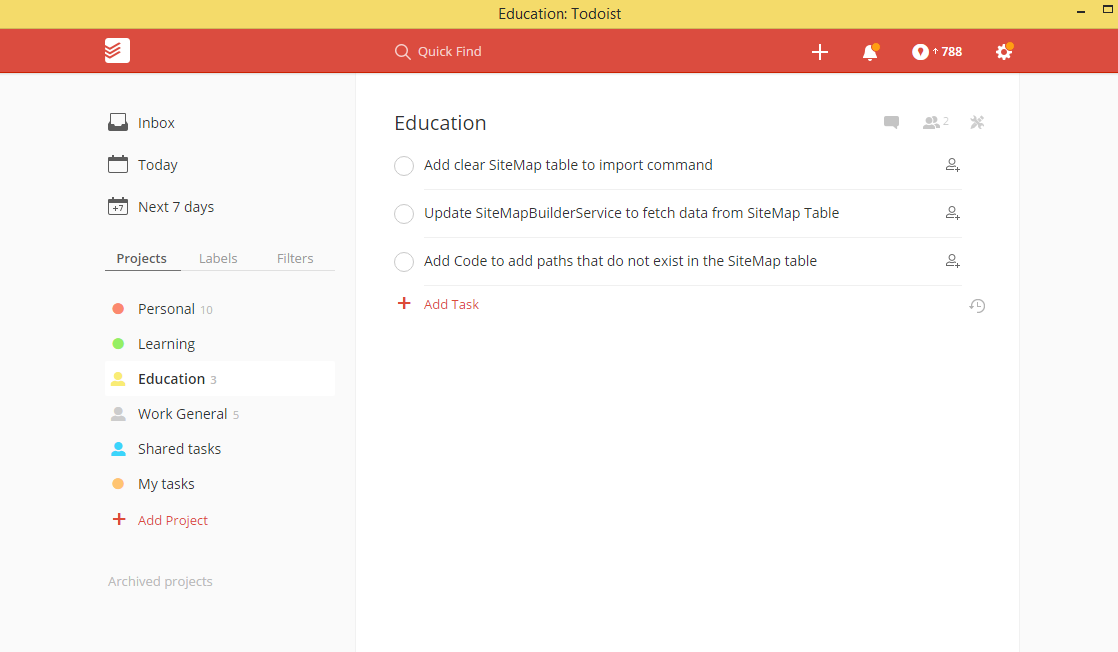 Education: Todoist
Quick Find
788
Inbox
Today
+7 Next 7 days
Projects Labels Filters
Personal 10
Learning
Education 3
Work General 5
Shared tasks
My tasks
+ Add Project
Archived projects
Education
2
Add clear SiteMap table to import command
Update SiteMapBuilderService to fetch data from SiteMap Table
Add Code to add paths that do not exist in the SiteMap table
+ Add Task